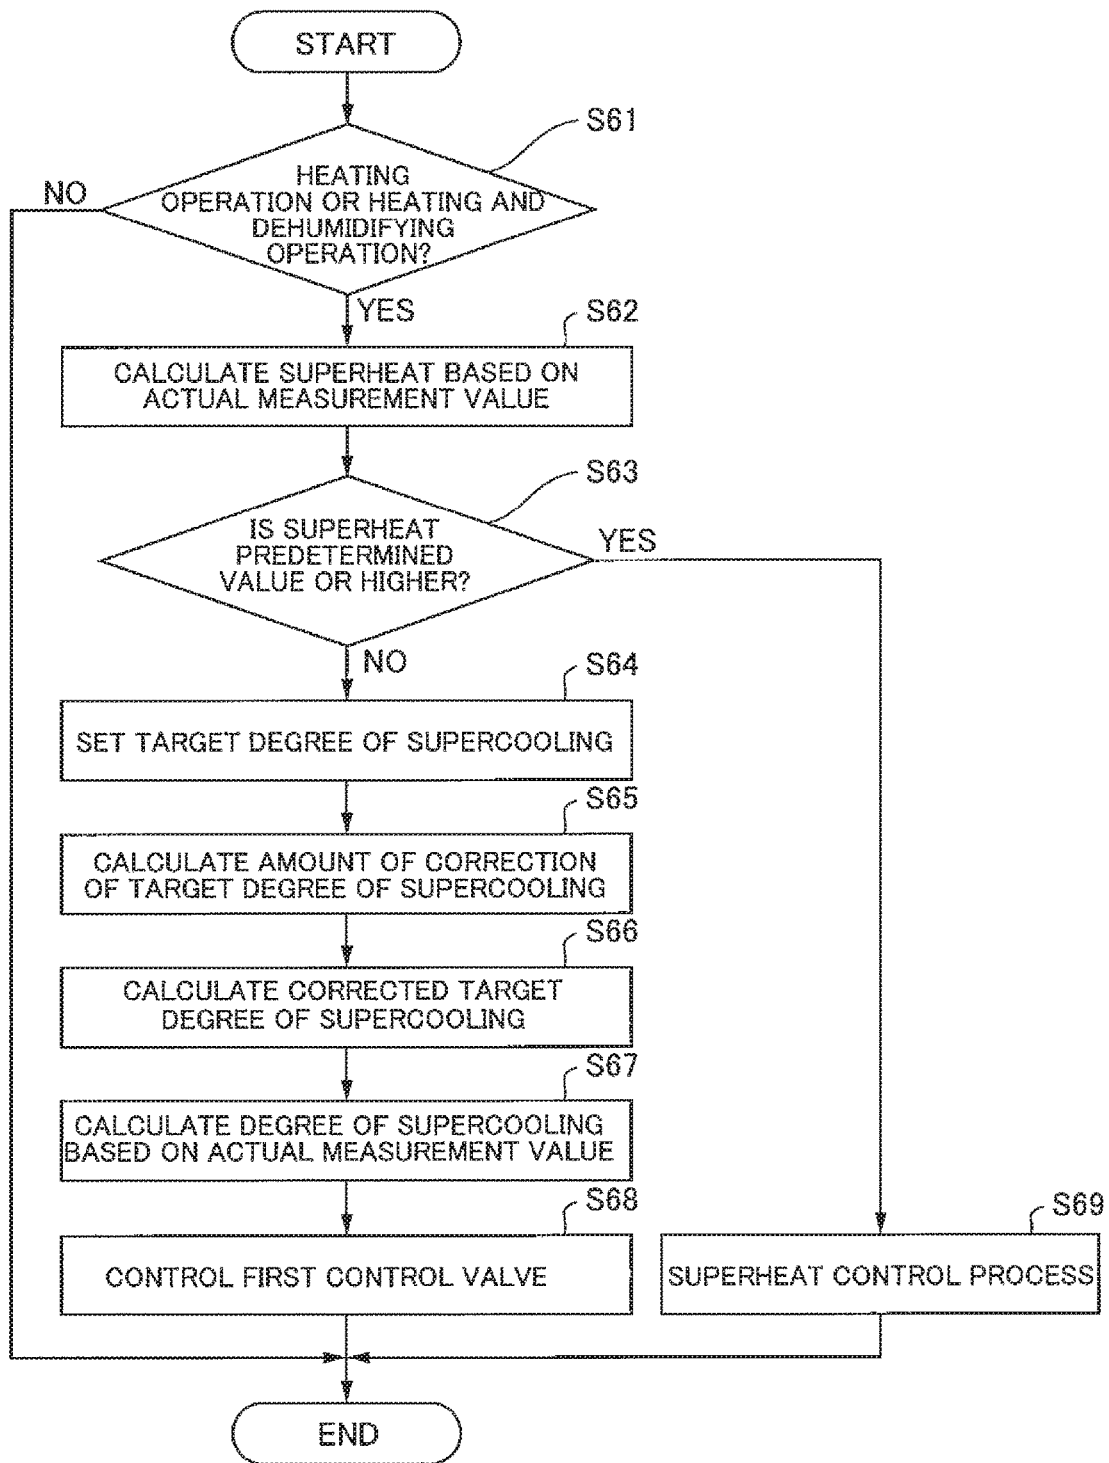 START
S61
HEATING
OPERATION OR HEATING AND
DEHUMIDIFYING
OPERATION?
NO
YES
S62
CALCULATE SUPERHEAT BASED ON
ACTUAL MEASUREMENT VALUE
S63
IS SUPERHEAT
PREDETERMINED
VALUE OR HIGHER?
YES
NO
S64
SET TARGET DEGREE OF SUPERCOOLING
S65
CALCULATE AMOUNT OF CORRECTION
OF TARGET DEGREE OF SUPERCOOLING
S66
CALCULATE CORRECTED TARGET
DEGREE OF SUPERCOOLING
S67
CALCULATE DEGREE OF SUPERCOOLING
BASED ON ACTUAL MEASUREMENT VALUE
S68
CONTROL FIRST CONTROL VALVE
S69
SUPERHEAT CONTROL PROCESS
END